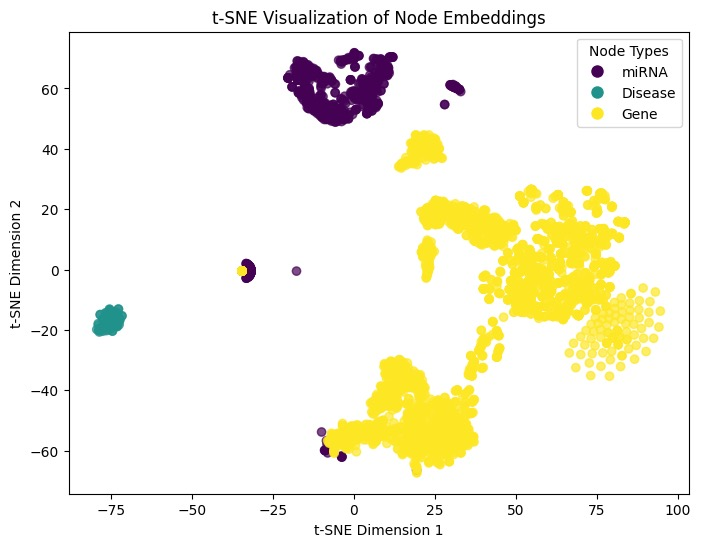 t-SNE Visualization of Node Embeddings
Node Types
miRNA
Disease
Gene
t-SNE Dimension 2
60
40
20
0
−20
−40
−60
−75
−50
−25
0
25
50
75
100
t-SNE Dimension 1